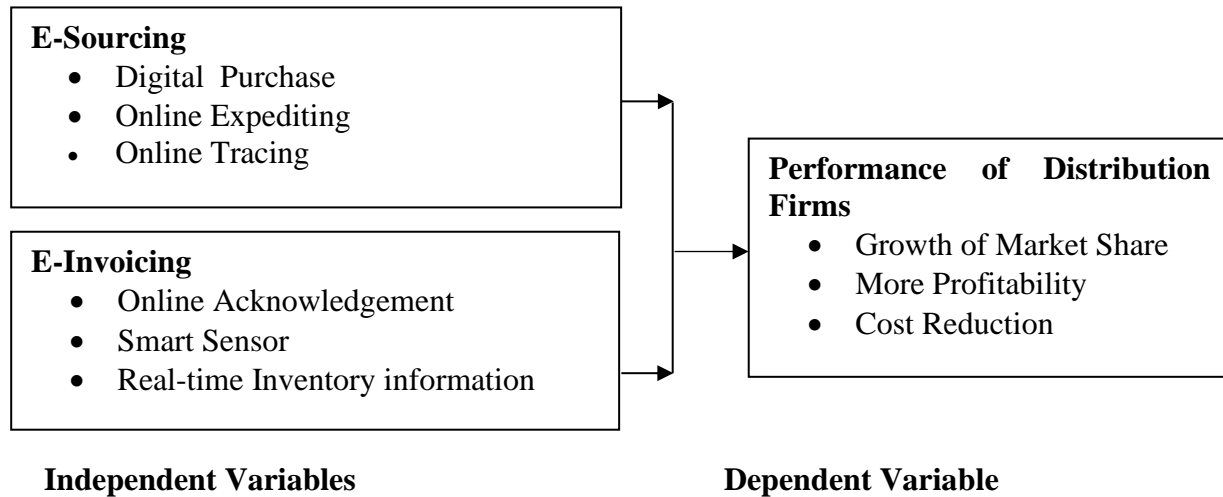 E-Sourcing
• Digital Purchase
• Online Expediting
• Online Tracing
E-Invoicing
• Online Acknowledgement
• Smart Sensor
• Real-time Inventory information
Performance of Distribution
Firms
• Growth of Market Share
• More Profitability
• Cost Reduction
Independent Variables
Dependent Variable